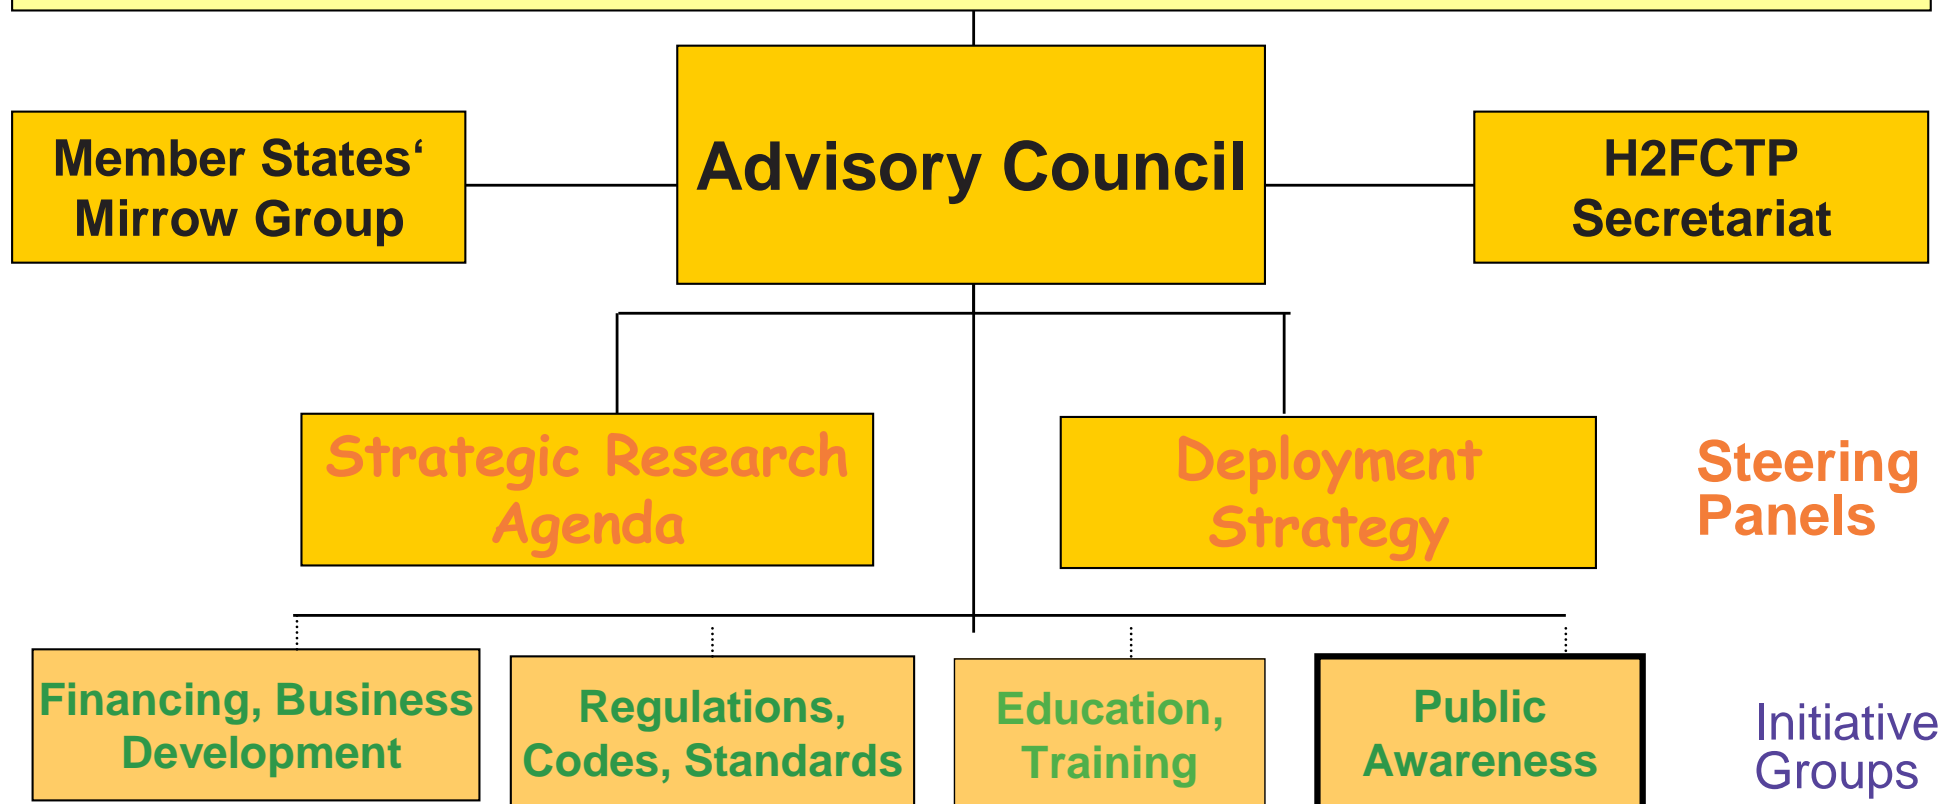 Member States‘
Mirrow Group
Advisory Council
H2FCTP
Secretariat
Strategic Research
Agenda
Deployment
Strategy
Steering
Panels
Financing, Business
Development
Regulations,
Codes, Standards
Education,
Training
Public
Awareness
Initiative
Groups